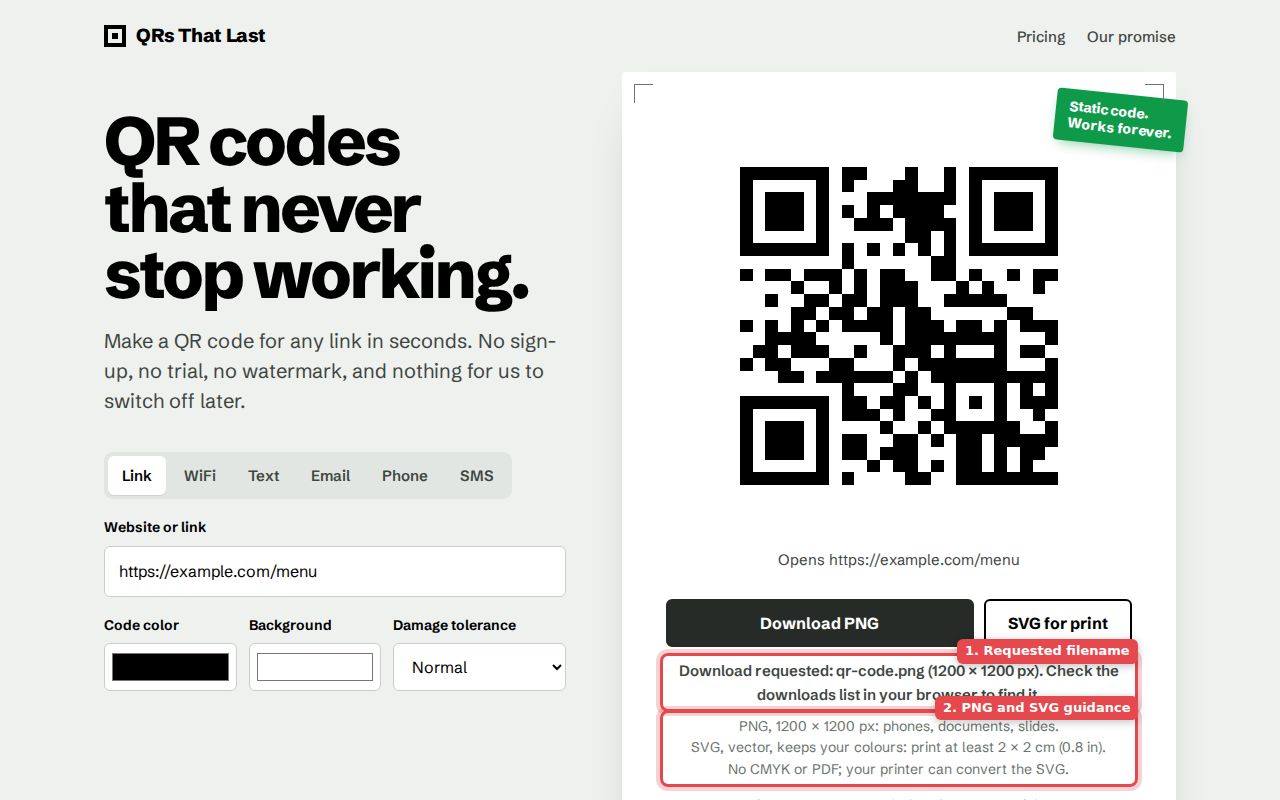 QRs That Last
Pricing
Our promise
QR codes
that never
stop working.
Make a QR code for any link in seconds. No sign-
up, no trial, no watermark, and nothing for us to
switch off later.
Link
WiFi
Text
Email
Phone
SMS
Website or link
https://example.com/menu
Code color
Background
Damage tolerance
Normal
Static code.
Works forever.
Opens https://example.com/menu
Download PNG
SVG for print
1. Requested filename
Download requested: qr-code.png (1200 × 1200 px). Check the
downloads list in your browser to find it.
2. PNG and SVG guidance
PNG, 1200 × 1200 px: phones, documents, slides.
SVG, vector, keeps your colours: print at least 2 × 2 cm (0.8 in).
No CMYK or PDF; your printer can convert the SVG.